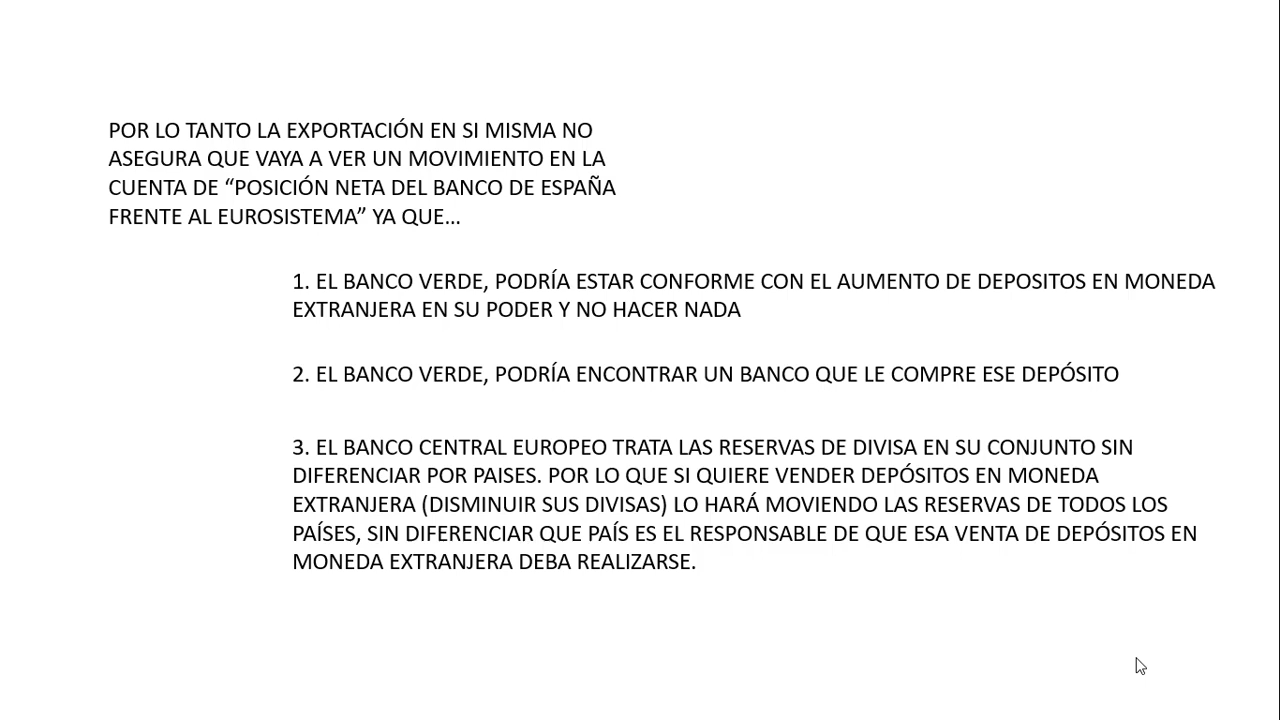 POR LO TANTO LA EXPORTACIÓN EN SI MISMA NO
ASEGURA QUE VAYA A VER UN MOVIMIENTO EN LA
CUENTA DE “POSICIÓN NETA DEL BANCO DE ESPAÑA
FRENTE AL EUROSISTEMA” YA QUE…
1. EL BANCO VERDE, PODRÍA ESTAR CONFORME CON EL AUMENTO DE DEPOSITOS EN MONEDA
EXTRANJERA EN SU PODER Y NO HACER NADA
2. EL BANCO VERDE, PODRÍA ENCONTRAR UN BANCO QUE LE COMPRE ESE DEPÓSITO
3. EL BANCO CENTRAL EUROPEO TRATA LAS RESERVAS DE DIVISA EN SU CONJUNTO SIN
DIFERENCIAR POR PAISES. POR LO QUE SI QUIERE VENDER DEPÓSITOS EN MONEDA
EXTRANJERA (DISMINUIR SUS DIVISAS) LO HARÁ MOVIENDO LAS RESERVAS DE TODOS LOS
PAÍSES, SIN DIFERENCIAR QUE PAÍS ES EL RESPONSABLE DE QUE ESA VENTA DE DEPÓSITOS EN
MONEDA EXTRANJERA DEBA REALIZARSE.